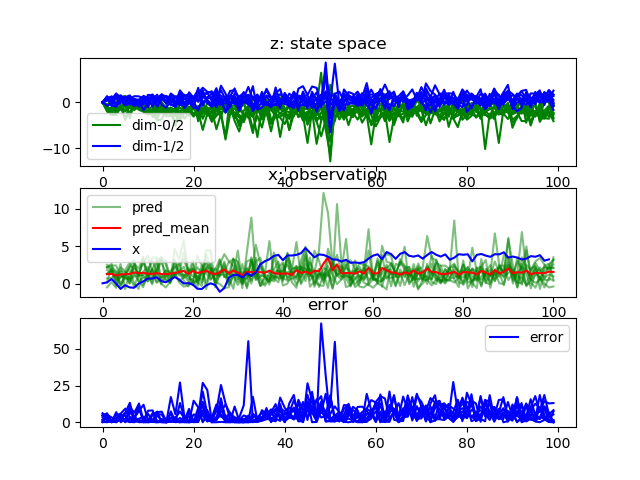 z: state space
0
−10
dim-0/2
dim-1/2
0 20 40 60 80 100
x: observation
10
5
0
pred
pred_mean
x
0 20 40 60 80 100
error
50
25
0
error
0 20 40 60 80 100